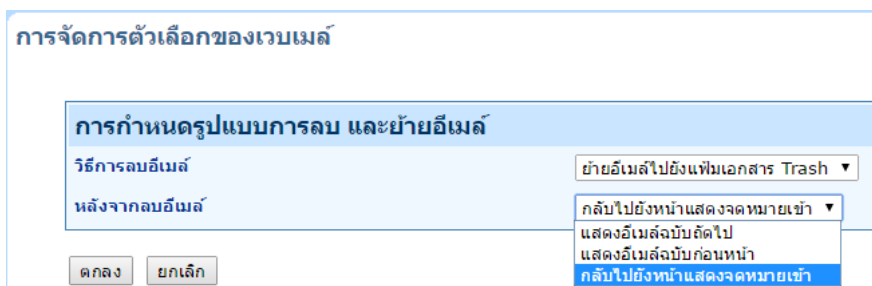 การจัดการตัวเลือกของเวบเมล์
การกำหนดรูปแบบการลบ และย้ายอีเมล์
วิธีการลบอีเมล์ ย้ายอีเมล์ไปยังแฟ้มเอกสาร Trash
หลังจากลบอีเมล์ กลับไปยังหน้าแสดงจดหมายเข้า
แสดงอีเมล์ฉบับถัดไป
แสดงอีเมล์ฉบับก่อนหน้า
กลับไปยังหน้าแสดงจดหมายเข้า
ตกลง ยกเลิก